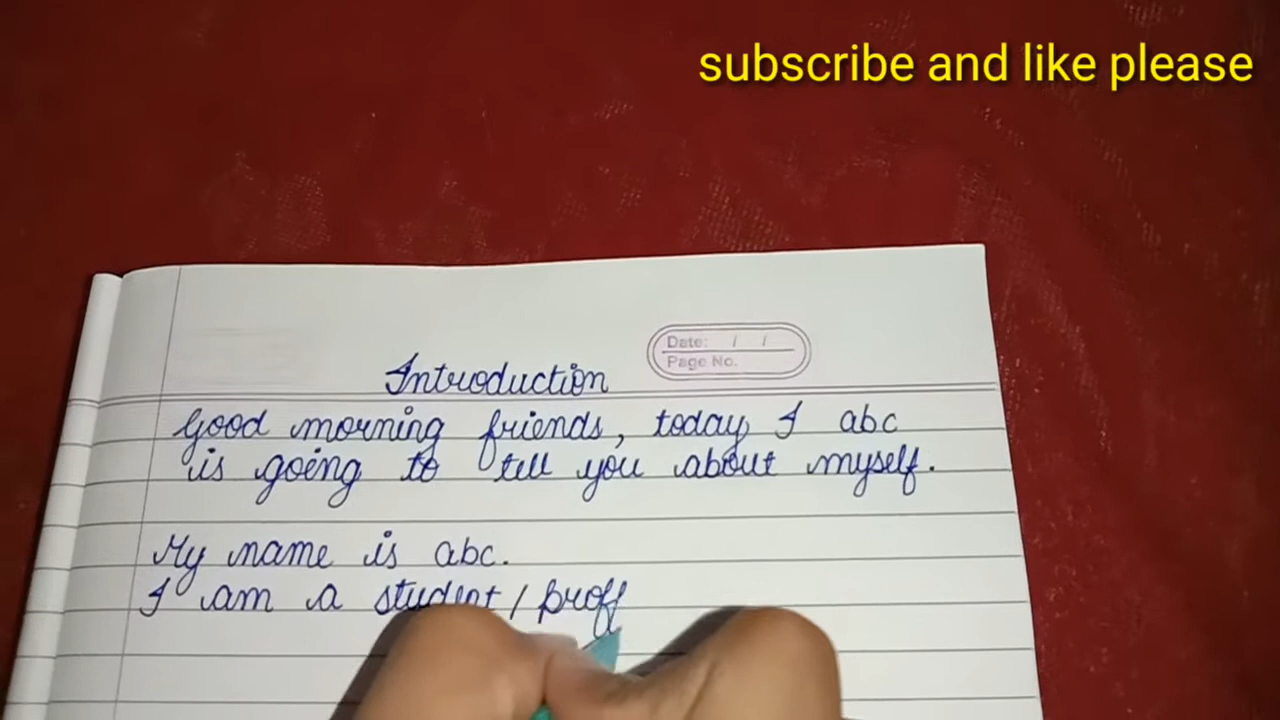 subscribe and like please
Date: / /
Page No.
Introduction
Good morning friends, today I abc
is going to tell you about myself.
My name is abc.
I am a student / proff